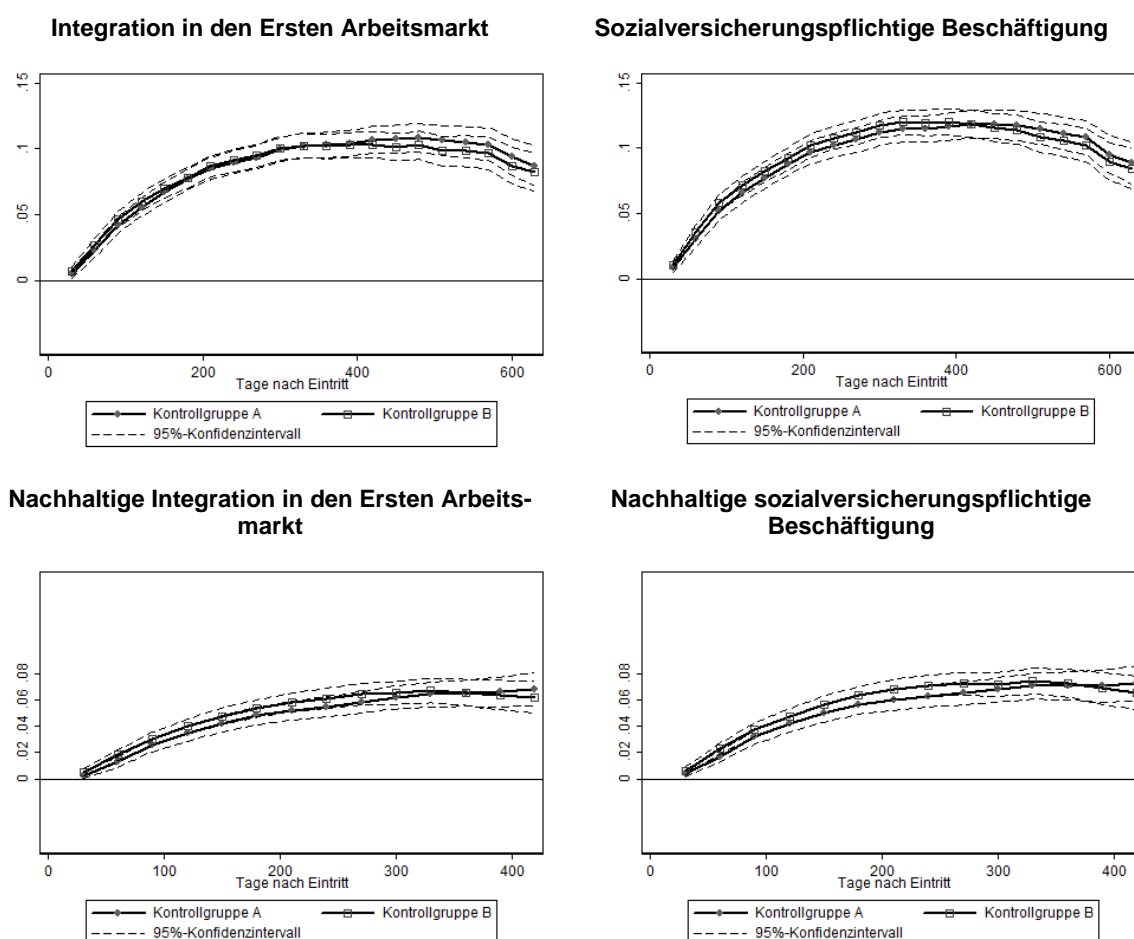 Integration in den Ersten Arbeitsmarkt
.15
.1
.05
0
0 200 400 600
Tage nach Eintritt
Kontrollgruppe A Kontrollgruppe B
95%-Konfidenzintervall
Sozialversicherungspflichtige Beschäftigung
.15
.1
.05
0
0 200 400 600
Tage nach Eintritt
Kontrollgruppe A Kontrollgruppe B
95%-Konfidenzintervall
Nachhaltige Integration in den Ersten Arbeits-
markt
.08
.06
.04
.02
0
0 100 200 300 400
Tage nach Eintritt
Kontrollgruppe A Kontrollgruppe B
95%-Konfidenzintervall
Nachhaltige sozialversicherungspflichtige
Beschäftigung
.08
.06
.04
.02
0
0 100 200 300 400
Tage nach Eintritt
Kontrollgruppe A Kontrollgruppe B
95%-Konfidenzintervall